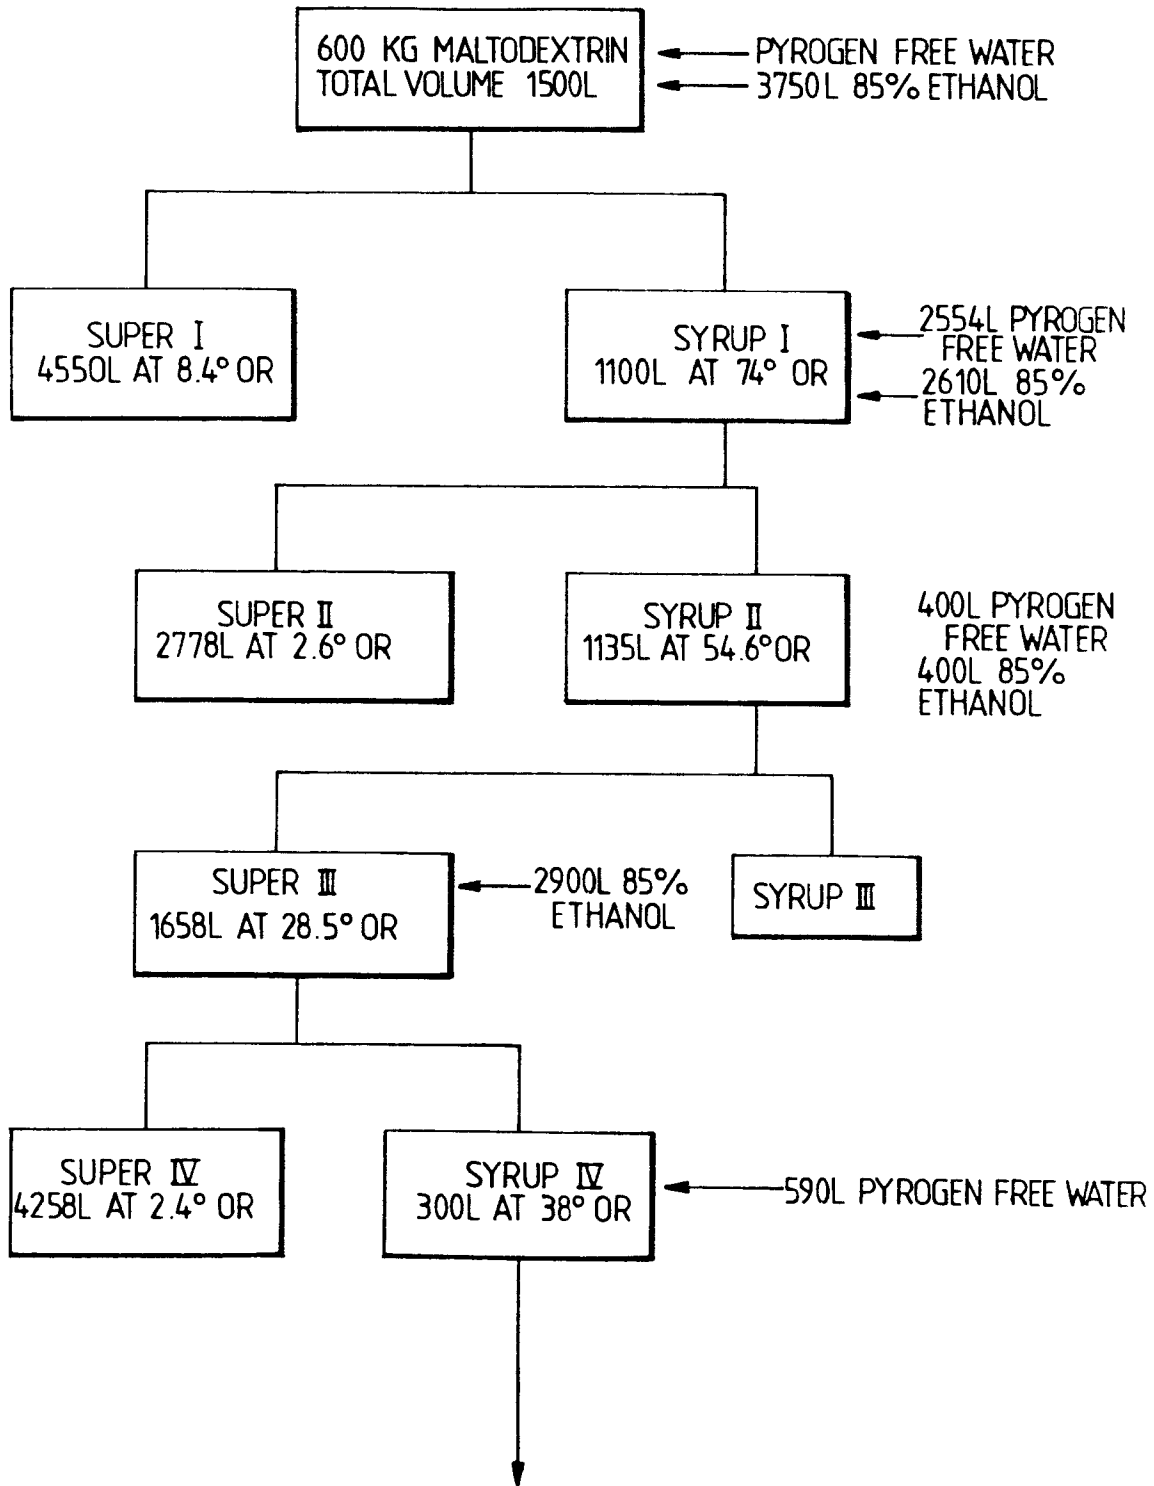 600 KG MALTODEXTRIN
TOTAL VOLUME 1500L
PYROGEN FREE WATER
3750L 85% ETHANOL
SUPER I
4550L AT 8.4° OR
SYRUP I
1100L AT 74° OR
2554L PYROGEN
FREE WATER
2610L 85%
ETHANOL
SUPER II
2778L AT 2.6° OR
SYRUP II
1135L AT 54.6° OR
400L PYROGEN
FREE WATER
400L 85%
ETHANOL
SUPER III
1658L AT 28.5° OR
2900L 85%
ETHANOL
SYRUP III
SUPER IV
4258L AT 2.4° OR
SYRUP IV
300L AT 38° OR
590L PYROGEN FREE WATER